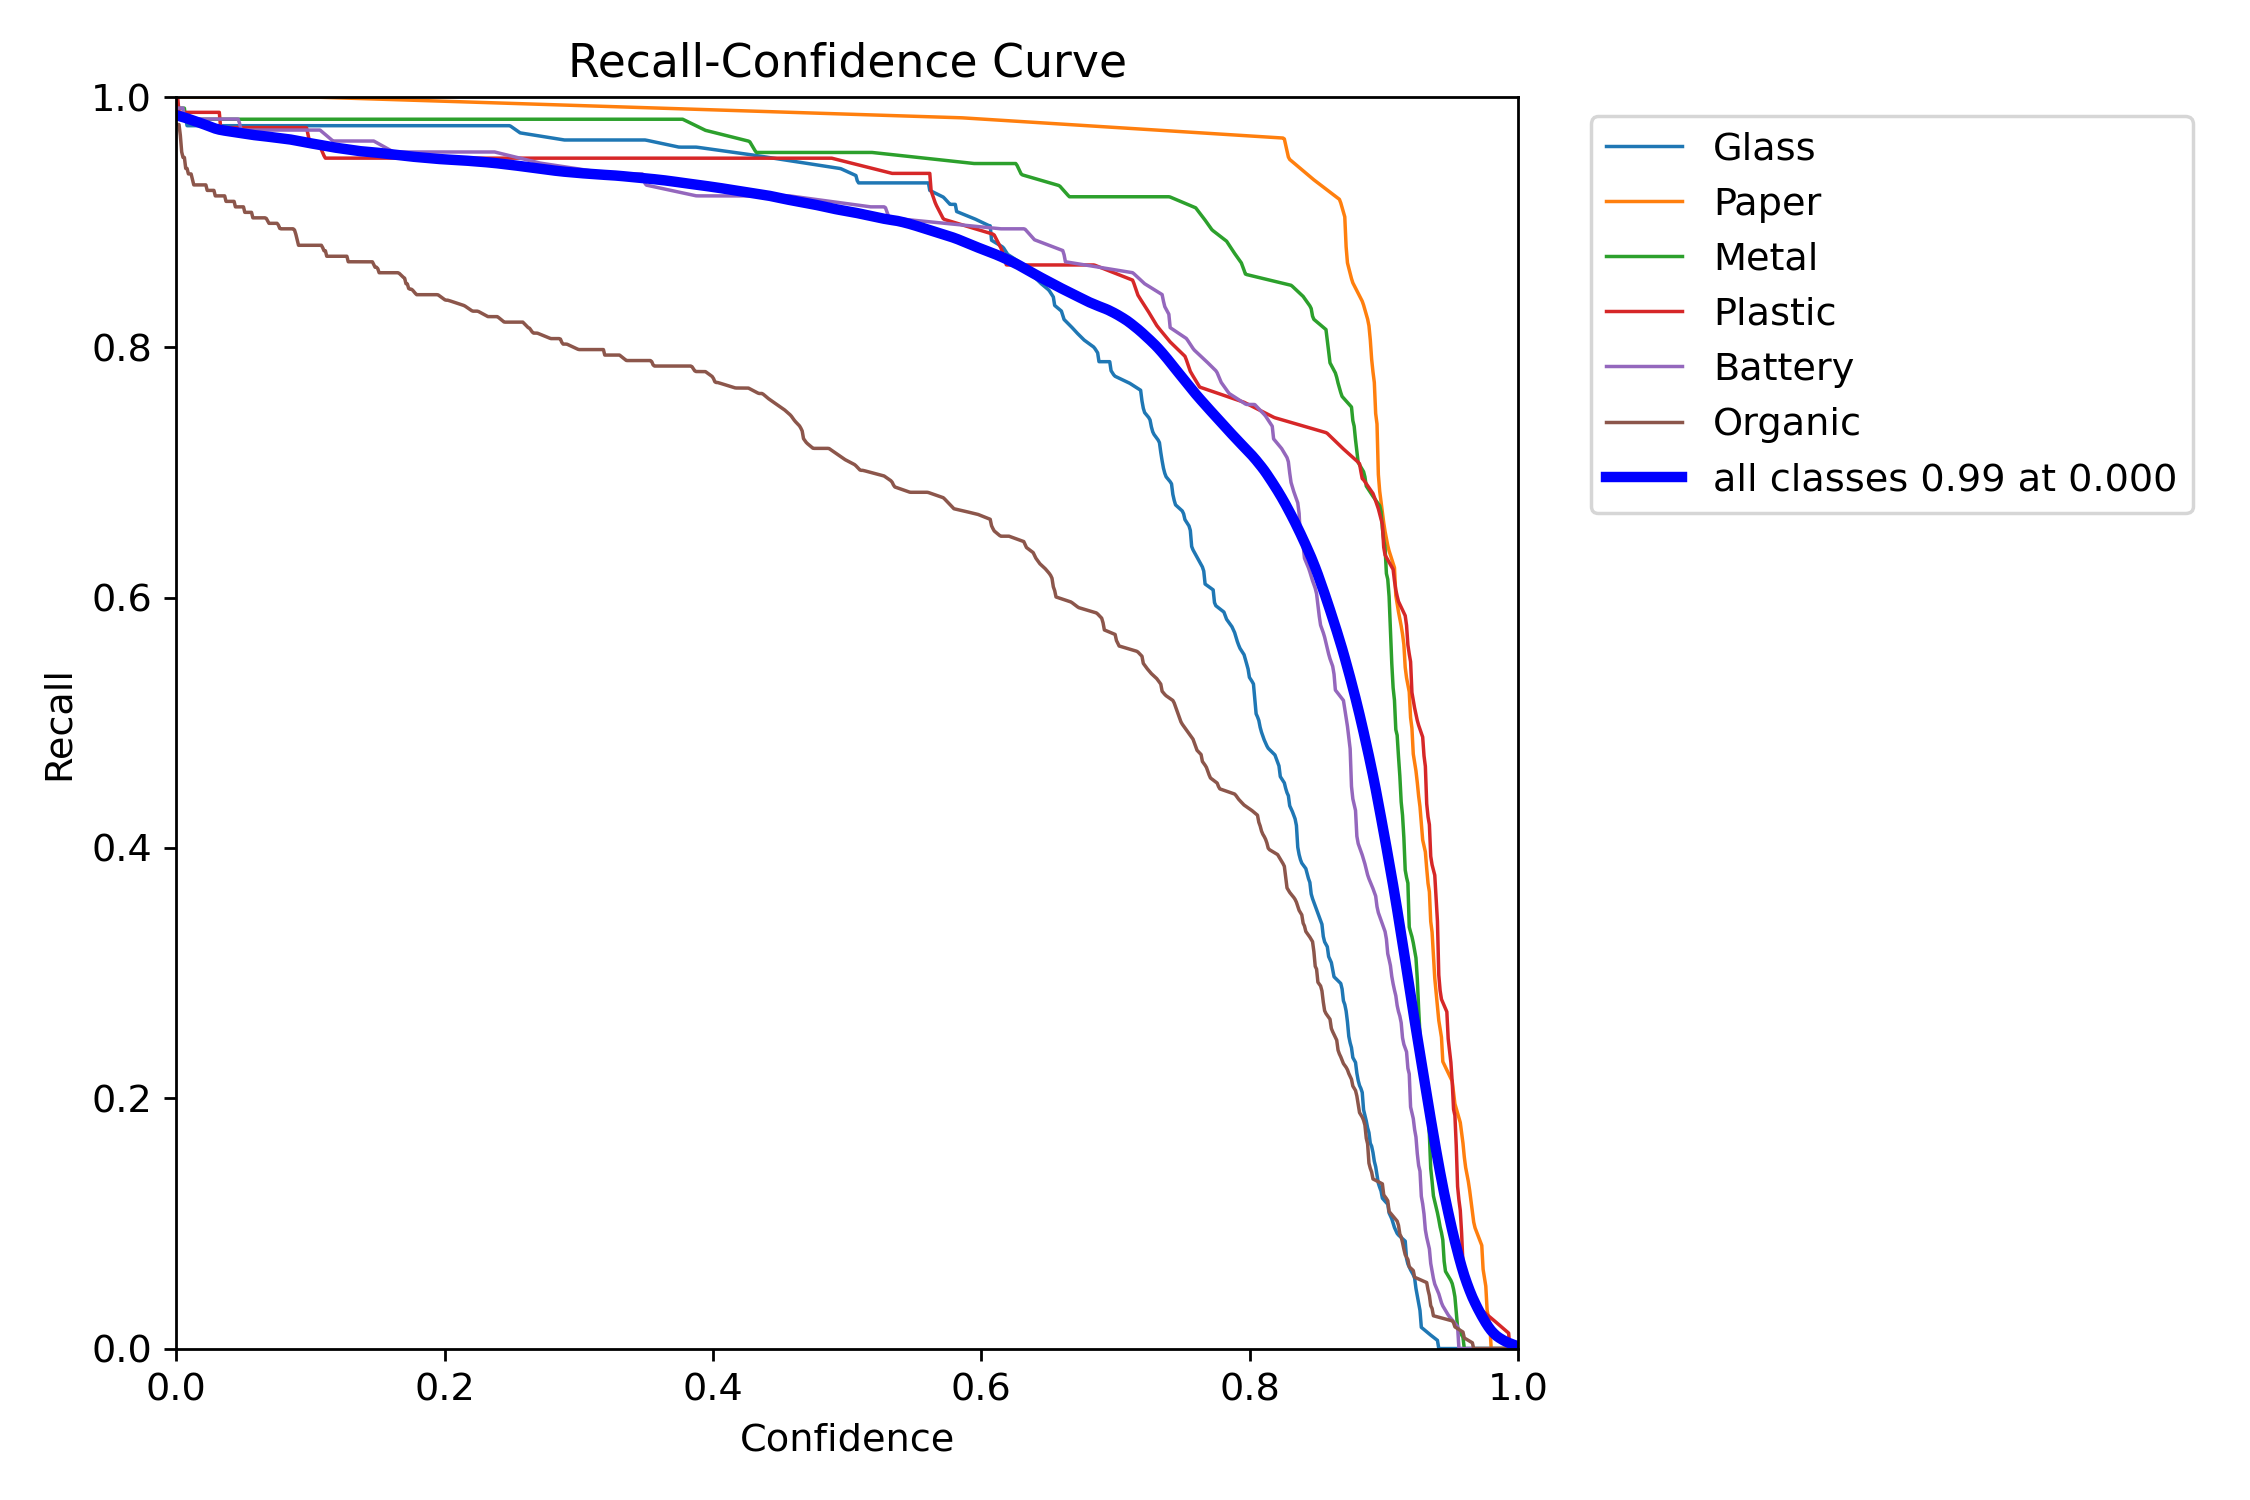 Recall-Confidence Curve
1.0
0.8
0.6
0.4
0.2
0.0
Recall
0.0 0.2 0.4 0.6 0.8 1.0
Confidence
Glass
Paper
Metal
Plastic
Battery
Organic
all classes 0.99 at 0.000